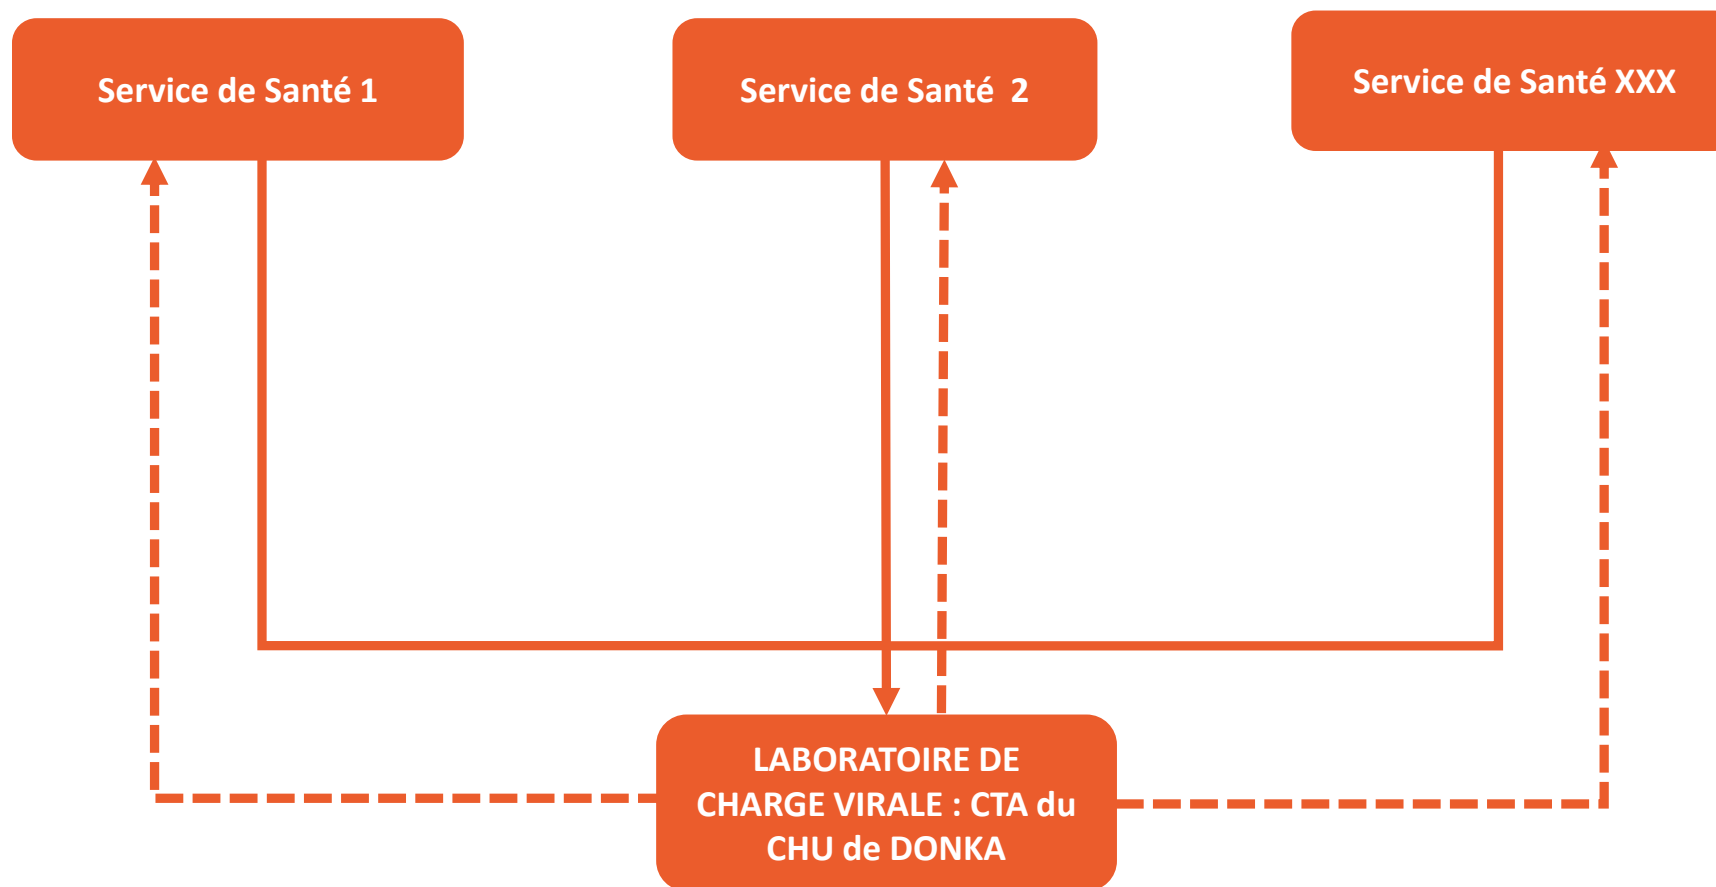 Service de Santé 1
Service de Santé 2
Service de Santé XXX
LABORATOIRE DE
CHARGE VIRALE : CTA du
CHU de DONKA